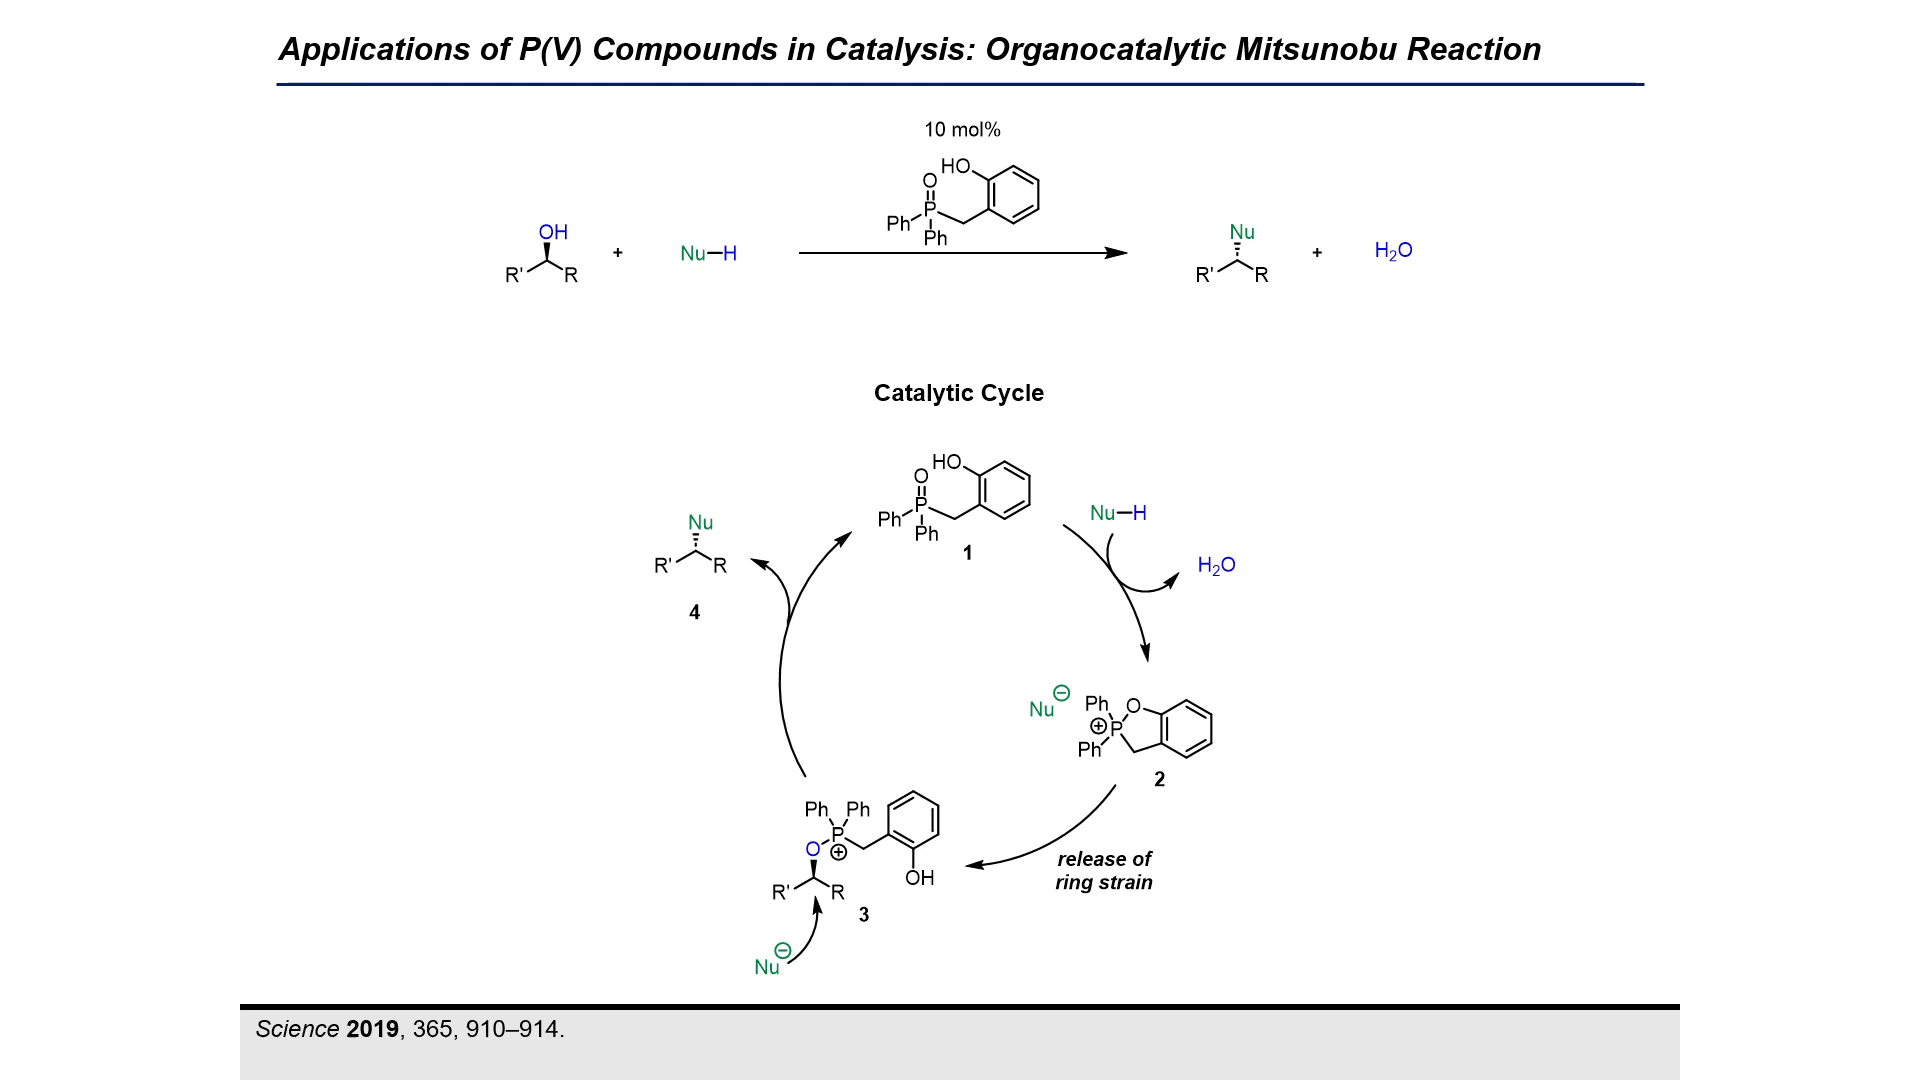 Applications of P(V) Compounds in Catalysis: Organocatalytic Mitsunobu Reaction
10 mol%
HO
O
P
Ph
Ph
OH
R'
R
+
Nu
H
Nu
R'
R
+
H₂O
Catalytic Cycle
HO
O
P
Ph
Ph
1
Nu
H
H₂O
Nu
R'
R
4
Nu
⊖
Ph
O
⊕
P
Ph
2
Ph
Ph
P
O
⊕
R'
R
OH
3
release of
ring strain
Nu
⊖
Science 2019, 365, 910–914.